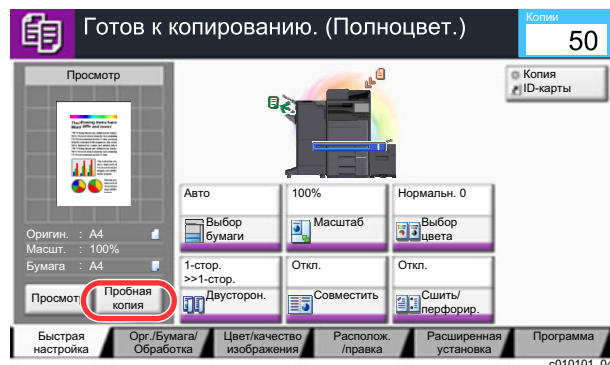 Готов к копированию. (Полноцвет.)
Копии
50
Просмотр
Копия
ID-карты
Оригин. : A4
Масшт. : 100%
Бумага : A4
Просмот
Пробная
копия
Авто
Выбор
бумаги
100%
Масштаб
Нормальн. 0
Выбор
цвета
1-стор.
>>1-стор.
Двусторон.
Откл.
Совместить
Откл.
Сшить/
перфорир.
Быстрая
настройка
Орг./Бумага/
Обработка
Цвет/качество
изображения
Располож.
/правка
Расширенная
установка
Программа